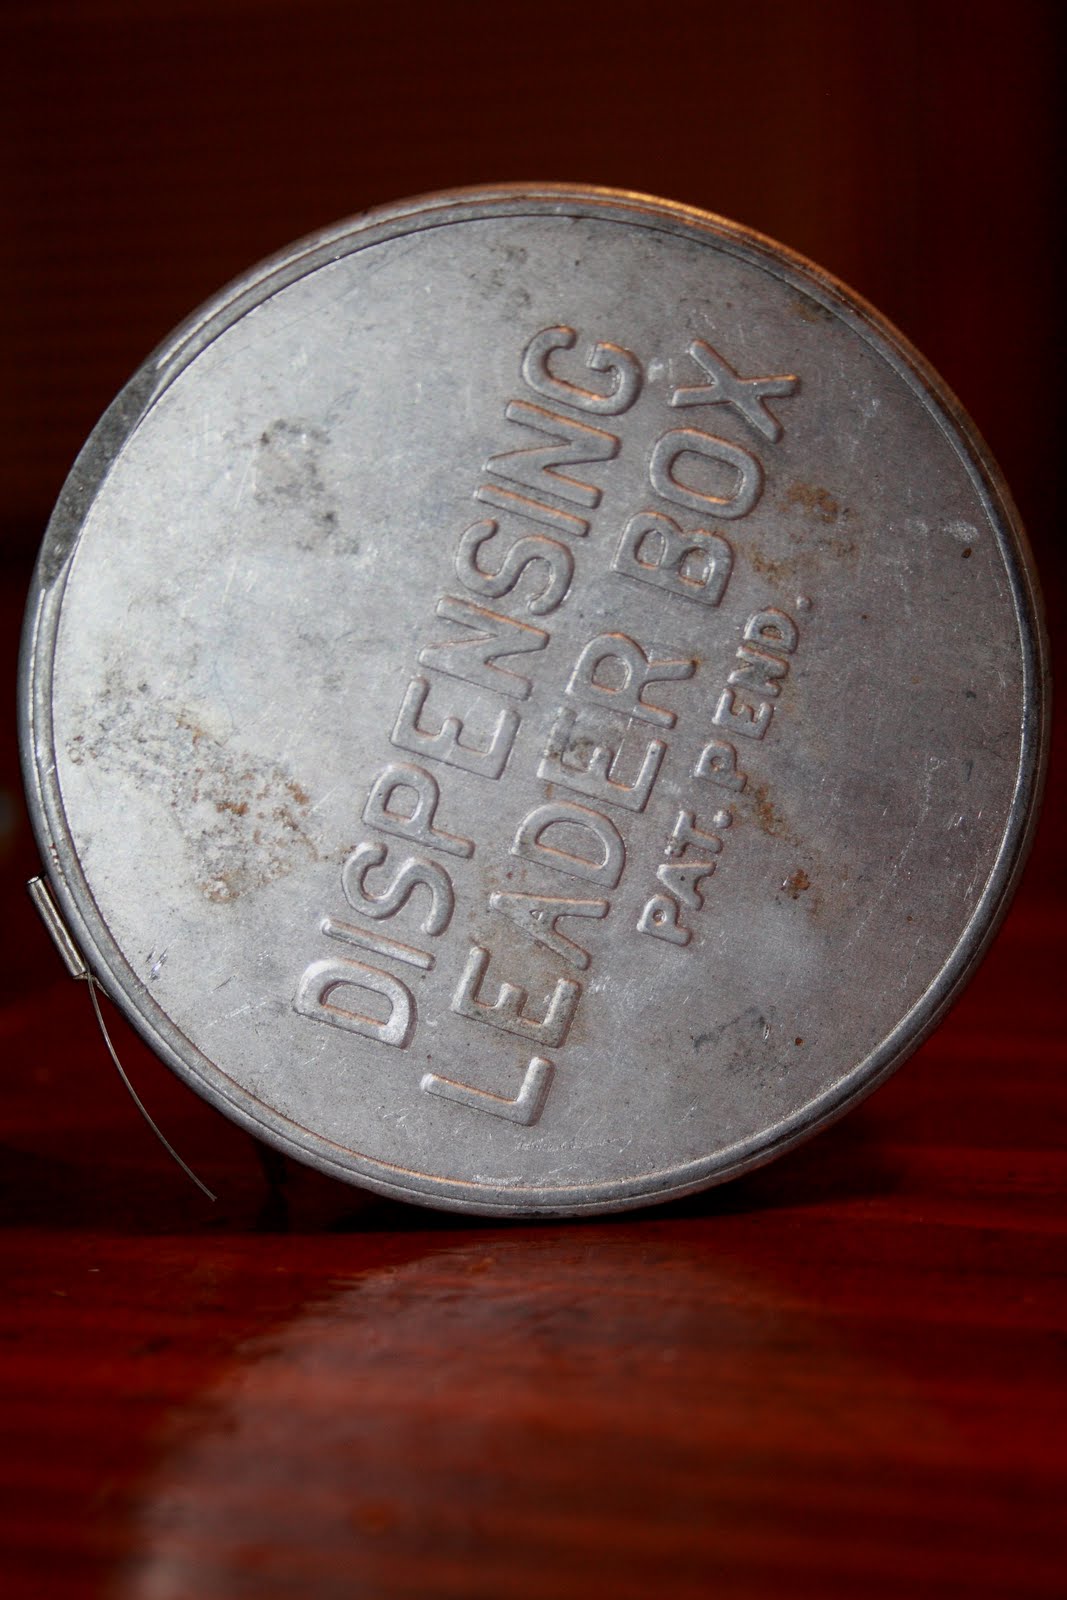 DISPENSING
LEADER BOX
PAT. PEND.